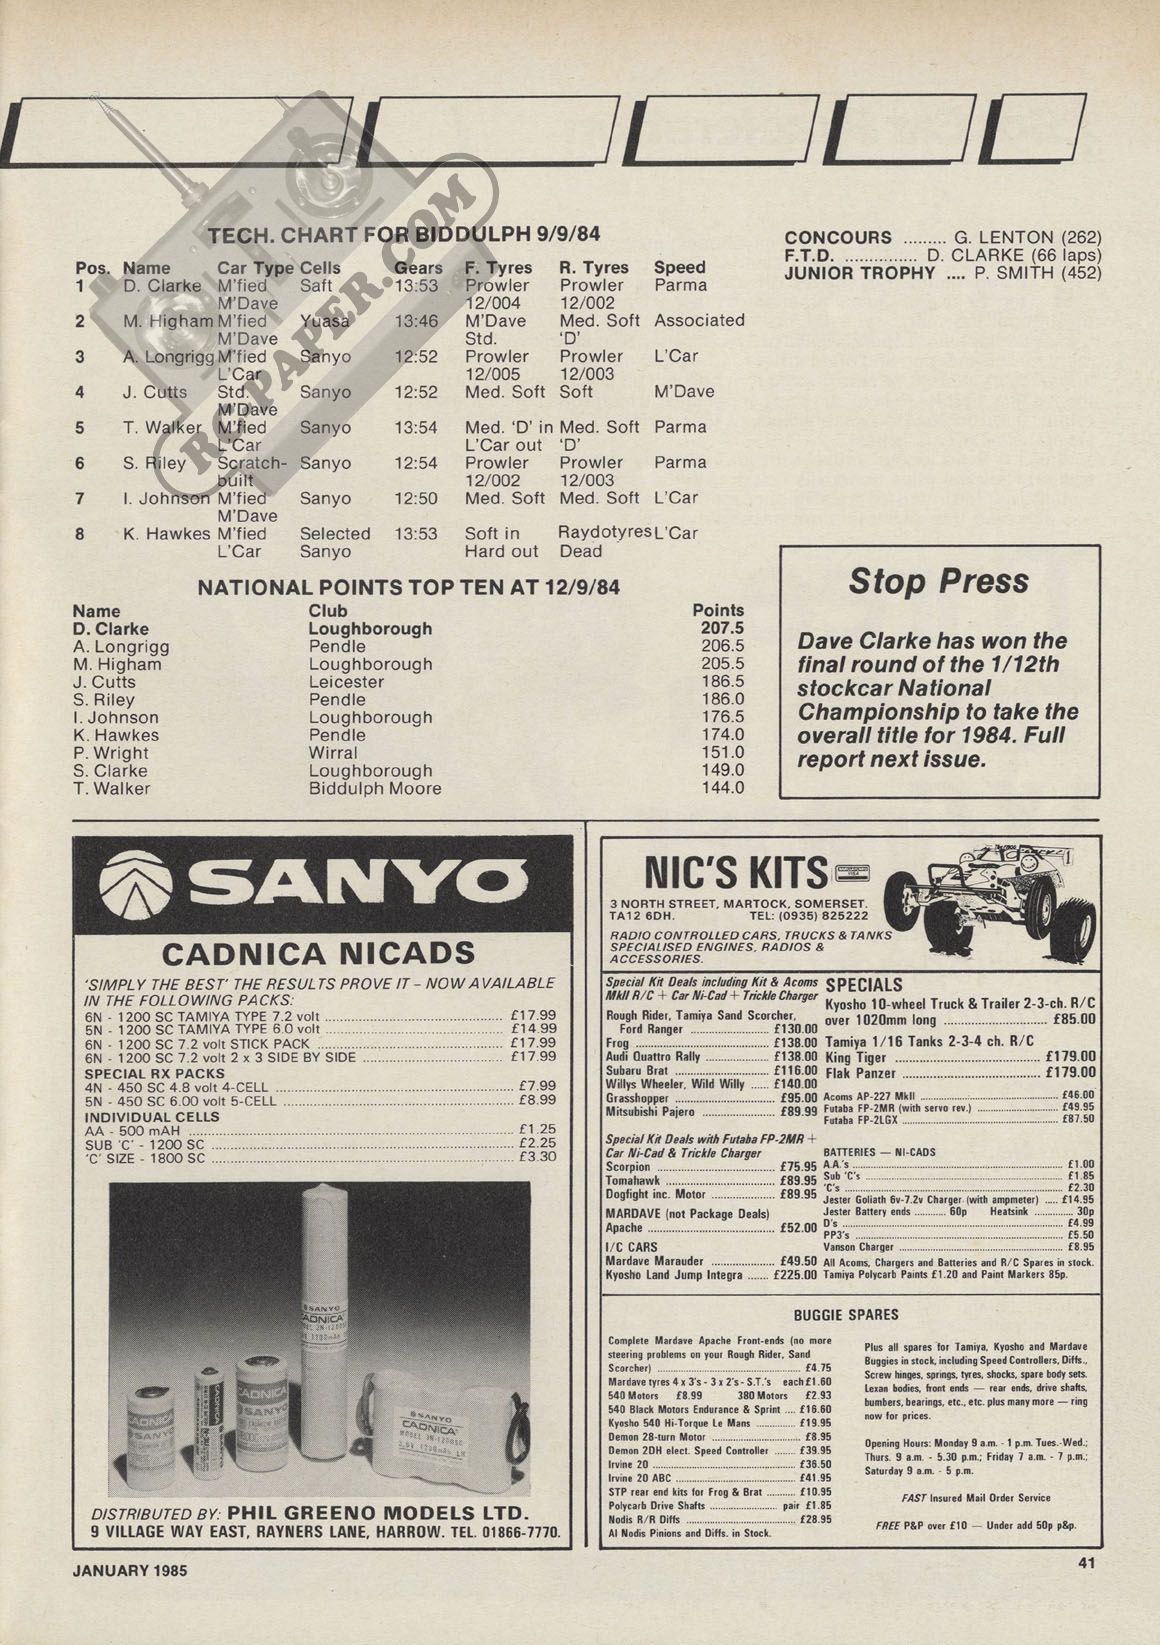 TECH. CHART FOR BIDDULPH 9/9/84
Pos. Name Car Type Cells Gears F. Tyres R. Tyres Speed
1 D. Clarke M'fied Saft 13:53 Prowler Prowler Parma
M'Dave 12/004 12/002
2 M. Higham M'fied Yuasa 13:46 M'Dave Med. Soft Associated
M'Dave Std. 'D'
3 A. Longrigg M'fied Sanyo 12:52 Prowler Prowler L'Car
L'Car 12/005 12/003
4 J. Cutts Std. Sanyo 12:52 Med. Soft Soft M'Dave
M'Dave
5 T. Walker M'fied Sanyo 13:54 Med. 'D' in Med. Soft Parma
L'Car L'Car out 'D'
6 S. Riley Scratch- Sanyo 12:54 Prowler Prowler Parma
built 12/002 12/003
7 I. Johnson M'fied Sanyo 12:50 Med. Soft Med. Soft L'Car
M'Dave
8 K. Hawkes M'fied Selected 13:53 Soft in Raydotyres L'Car
L'Car Sanyo Hard out Dead
RC-PAPER.COM
CONCOURS ......... G. LENTON (262)
F.T.D. ............... D. CLARKE (66 laps)
JUNIOR TROPHY .... P. SMITH (452)
NATIONAL POINTS TOP TEN AT 12/9/84
Name Club Points
D. Clarke Loughborough 207.5
A. Longrigg Pendle 206.5
M. Higham Loughborough 205.5
J. Cutts Leicester 186.5
S. Riley Pendle 186.0
I. Johnson Loughborough 176.5
K. Hawkes Pendle 174.0
P. Wright Wirral 151.0
S. Clarke Loughborough 149.0
T. Walker Biddulph Moore 144.0
Stop Press
Dave Clarke has won the
final round of the 1/12th
stockcar National
Championship to take the
overall title for 1984. Full
report next issue.
SANYO
CADNICA NICADS
'SIMPLY THE BEST' THE RESULTS PROVE IT – NOW AVAILABLE
IN THE FOLLOWING PACKS:
6N - 1200 SC TAMIYA TYPE 7.2 volt ........ £17.99
5N - 1200 SC TAMIYA TYPE 6.0 volt ........ £14.99
6N - 1200 SC 7.2 volt STICK PACK ........ £17.99
6N - 1200 SC 7.2 volt 2 x 3 SIDE BY SIDE ........ £17.99
SPECIAL RX PACKS
4N - 450 SC 4.8 volt 4-CELL ........ £7.99
5N - 450 SC 6.00 volt 5-CELL ........ £8.99
INDIVIDUAL CELLS
AA - 500 mAH ........ £1.25
SUB 'C' - 1200 SC ........ £2.25
'C' SIZE - 1800 SC ........ £3.30
SANYO
CADNICA
CADNICA
SANYO
SANYO
CADNICA
DISTRIBUTED BY: PHIL GREENO MODELS LTD.
9 VILLAGE WAY EAST, RAYNERS LANE, HARROW. TEL. 01866-7770.
NIC'S KITS
VISA
3 NORTH STREET, MARTOCK, SOMERSET.
TA12 6DH. TEL: (0935) 825222
RADIO CONTROLLED CARS, TRUCKS & TANKS
SPECIALISED ENGINES, RADIOS &
ACCESSORIES.
Special Kit Deals including Kit & Acoms
MkII R/C + Car Ni-Cad + Trickle Charger
Rough Rider, Tamiya Sand Scorcher,
Ford Ranger ........ £130.00
Frog ........ £138.00
Audi Quattro Rally ........ £138.00
Subaru Brat ........ £116.00
Willys Wheeler, Wild Willy ..... £140.00
Grasshopper ........ £95.00
Mitsubishi Pajero ........ £89.99
Special Kit Deals with Futaba FP-2MR +
Car Ni-Cad & Trickle Charger
Scorpion ........ £75.95
Tomahawk ........ £89.95
Dogfight inc. Motor ........ £89.95
MARDAVE (not Package Deals)
Apache ........ £52.00
I/C CARS
Mardave Marauder ........ £49.50
Kyosho Land Jump Integra ...... £225.00
SPECIALS
Kyosho 10-wheel Truck & Trailer 2-3-ch. R/C
over 1020mm long ........ £85.00
Tamiya 1/16 Tanks 2-3-4 ch. R/C
King Tiger ........ £179.00
Flak Panzer ........ £179.00
Acoms AP-227 MkII ........ £46.00
Futaba FP-2MR (with servo rev.) ........ £49.95
Futaba FP-2LGX ........ £87.50
BATTERIES — NI-CADS
A.A.'s ........ £1.00
Sub 'C's ........ £1.85
'C's ........ £2.30
Jester Goliath 6v-7.2v Charger (with ampmeter) ..... £14.95
Jester Battery ends ........ 60p Heatsink ........ 30p
D's ........ £4.99
PP3's ........ £5.50
Vanson Charger ........ £8.95
All Acoms, Chargers and Batteries and R/C Spares in stock.
Tamiya Polycarb Paints £1.20 and Paint Markers 85p.
BUGGIE SPARES
Complete Mardave Apache Front-ends (no more
steering problems on your Rough Rider, Sand
Scorcher) ........ £4.75
Mardave tyres 4 x 3's - 3 x 2's - S.T.'s each £1.60
540 Motors £8.99 380 Motors £2.93
540 Black Motors Endurance & Sprint .... £16.60
Kyosho 540 Hi-Torque Le Mans ........ £19.95
Demon 28-turn Motor ........ £8.95
Demon 2DH elect. Speed Controller ....... £39.95
Irvine 20 ........ £36.50
Irvine 20 ABC ........ £41.95
STP rear end kits for Frog & Brat ........ £10.95
Polycarb Drive Shafts ........ pair £1.85
Nodis R/R Diffs ........ £28.95
Al Nodis Pinions and Diffs. in Stock.
Plus all spares for Tamiya, Kyosho and Mardave
Buggies in stock, including Speed Controllers, Diffs.,
Screw hinges, springs, tyres, shocks, spare body sets.
Lexan bodies, front ends — rear ends, drive shafts,
bumbers, bearings, etc., etc. plus many more — ring
now for prices.
Opening Hours: Monday 9 a.m. - 1 p.m. Tues.-Wed.;
Thurs. 9 a.m. - 5.30 p.m.; Friday 7 a.m. - 7 p.m.;
Saturday 9 a.m. - 5 p.m.
FAST Insured Mail Order Service
FREE P&P over £10 — Under add 50p p&p.
JANUARY 1985
41